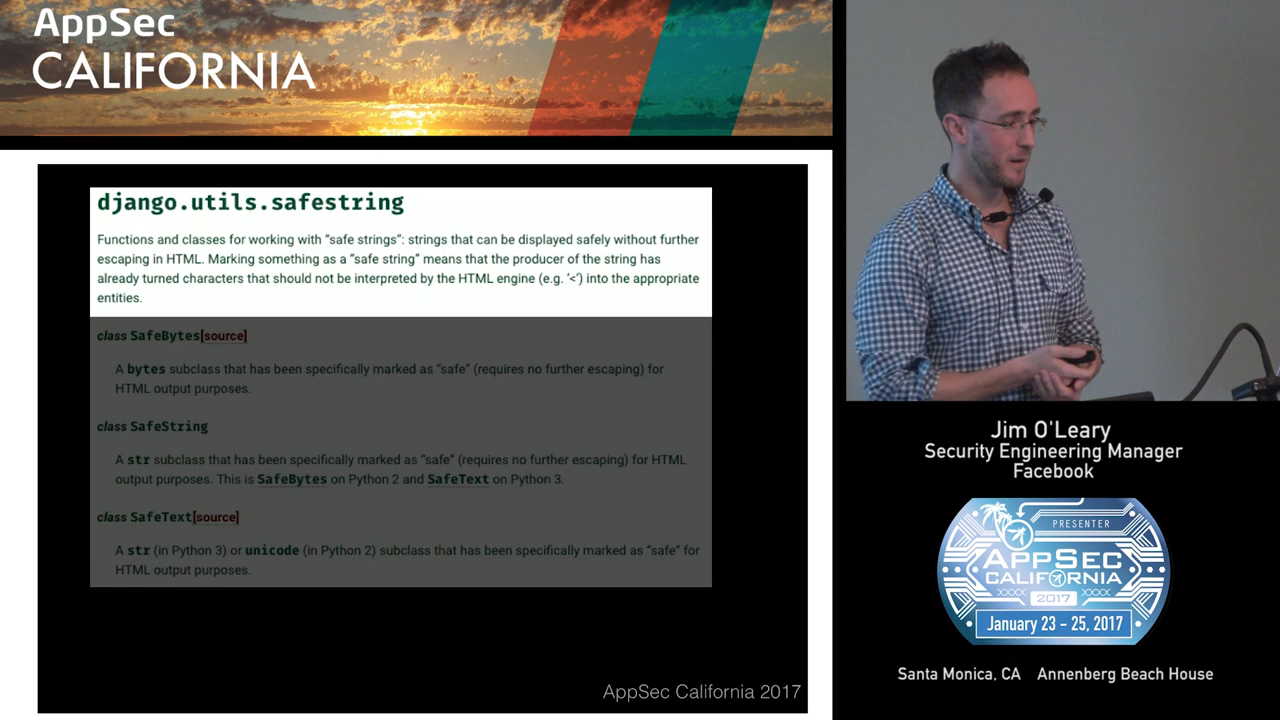 AppSec
CALIFORNIA
django.utils.safestring
Functions and classes for working with “safe strings”: strings that can be displayed safely without further
escaping in HTML. Marking something as a “safe string” means that the producer of the string has
already turned characters that should not be interpreted by the HTML engine (e.g. ‘<’) into the appropriate
entities.
class SafeBytes[source]
A bytes subclass that has been specifically marked as “safe” (requires no further escaping) for
HTML output purposes.
class SafeString
A str subclass that has been specifically marked as “safe” (requires no further escaping) for HTML
output purposes. This is SafeBytes on Python 2 and SafeText on Python 3.
class SafeText[source]
A str (in Python 3) or unicode (in Python 2) subclass that has been specifically marked as “safe” for
HTML output purposes.
AppSec California 2017
Jim O'Leary
Security Engineering Manager
Facebook
PRESENTER
APPSEC
CALIFORNIA
2017
January 23 - 25, 2017
Santa Monica, CA Annenberg Beach House